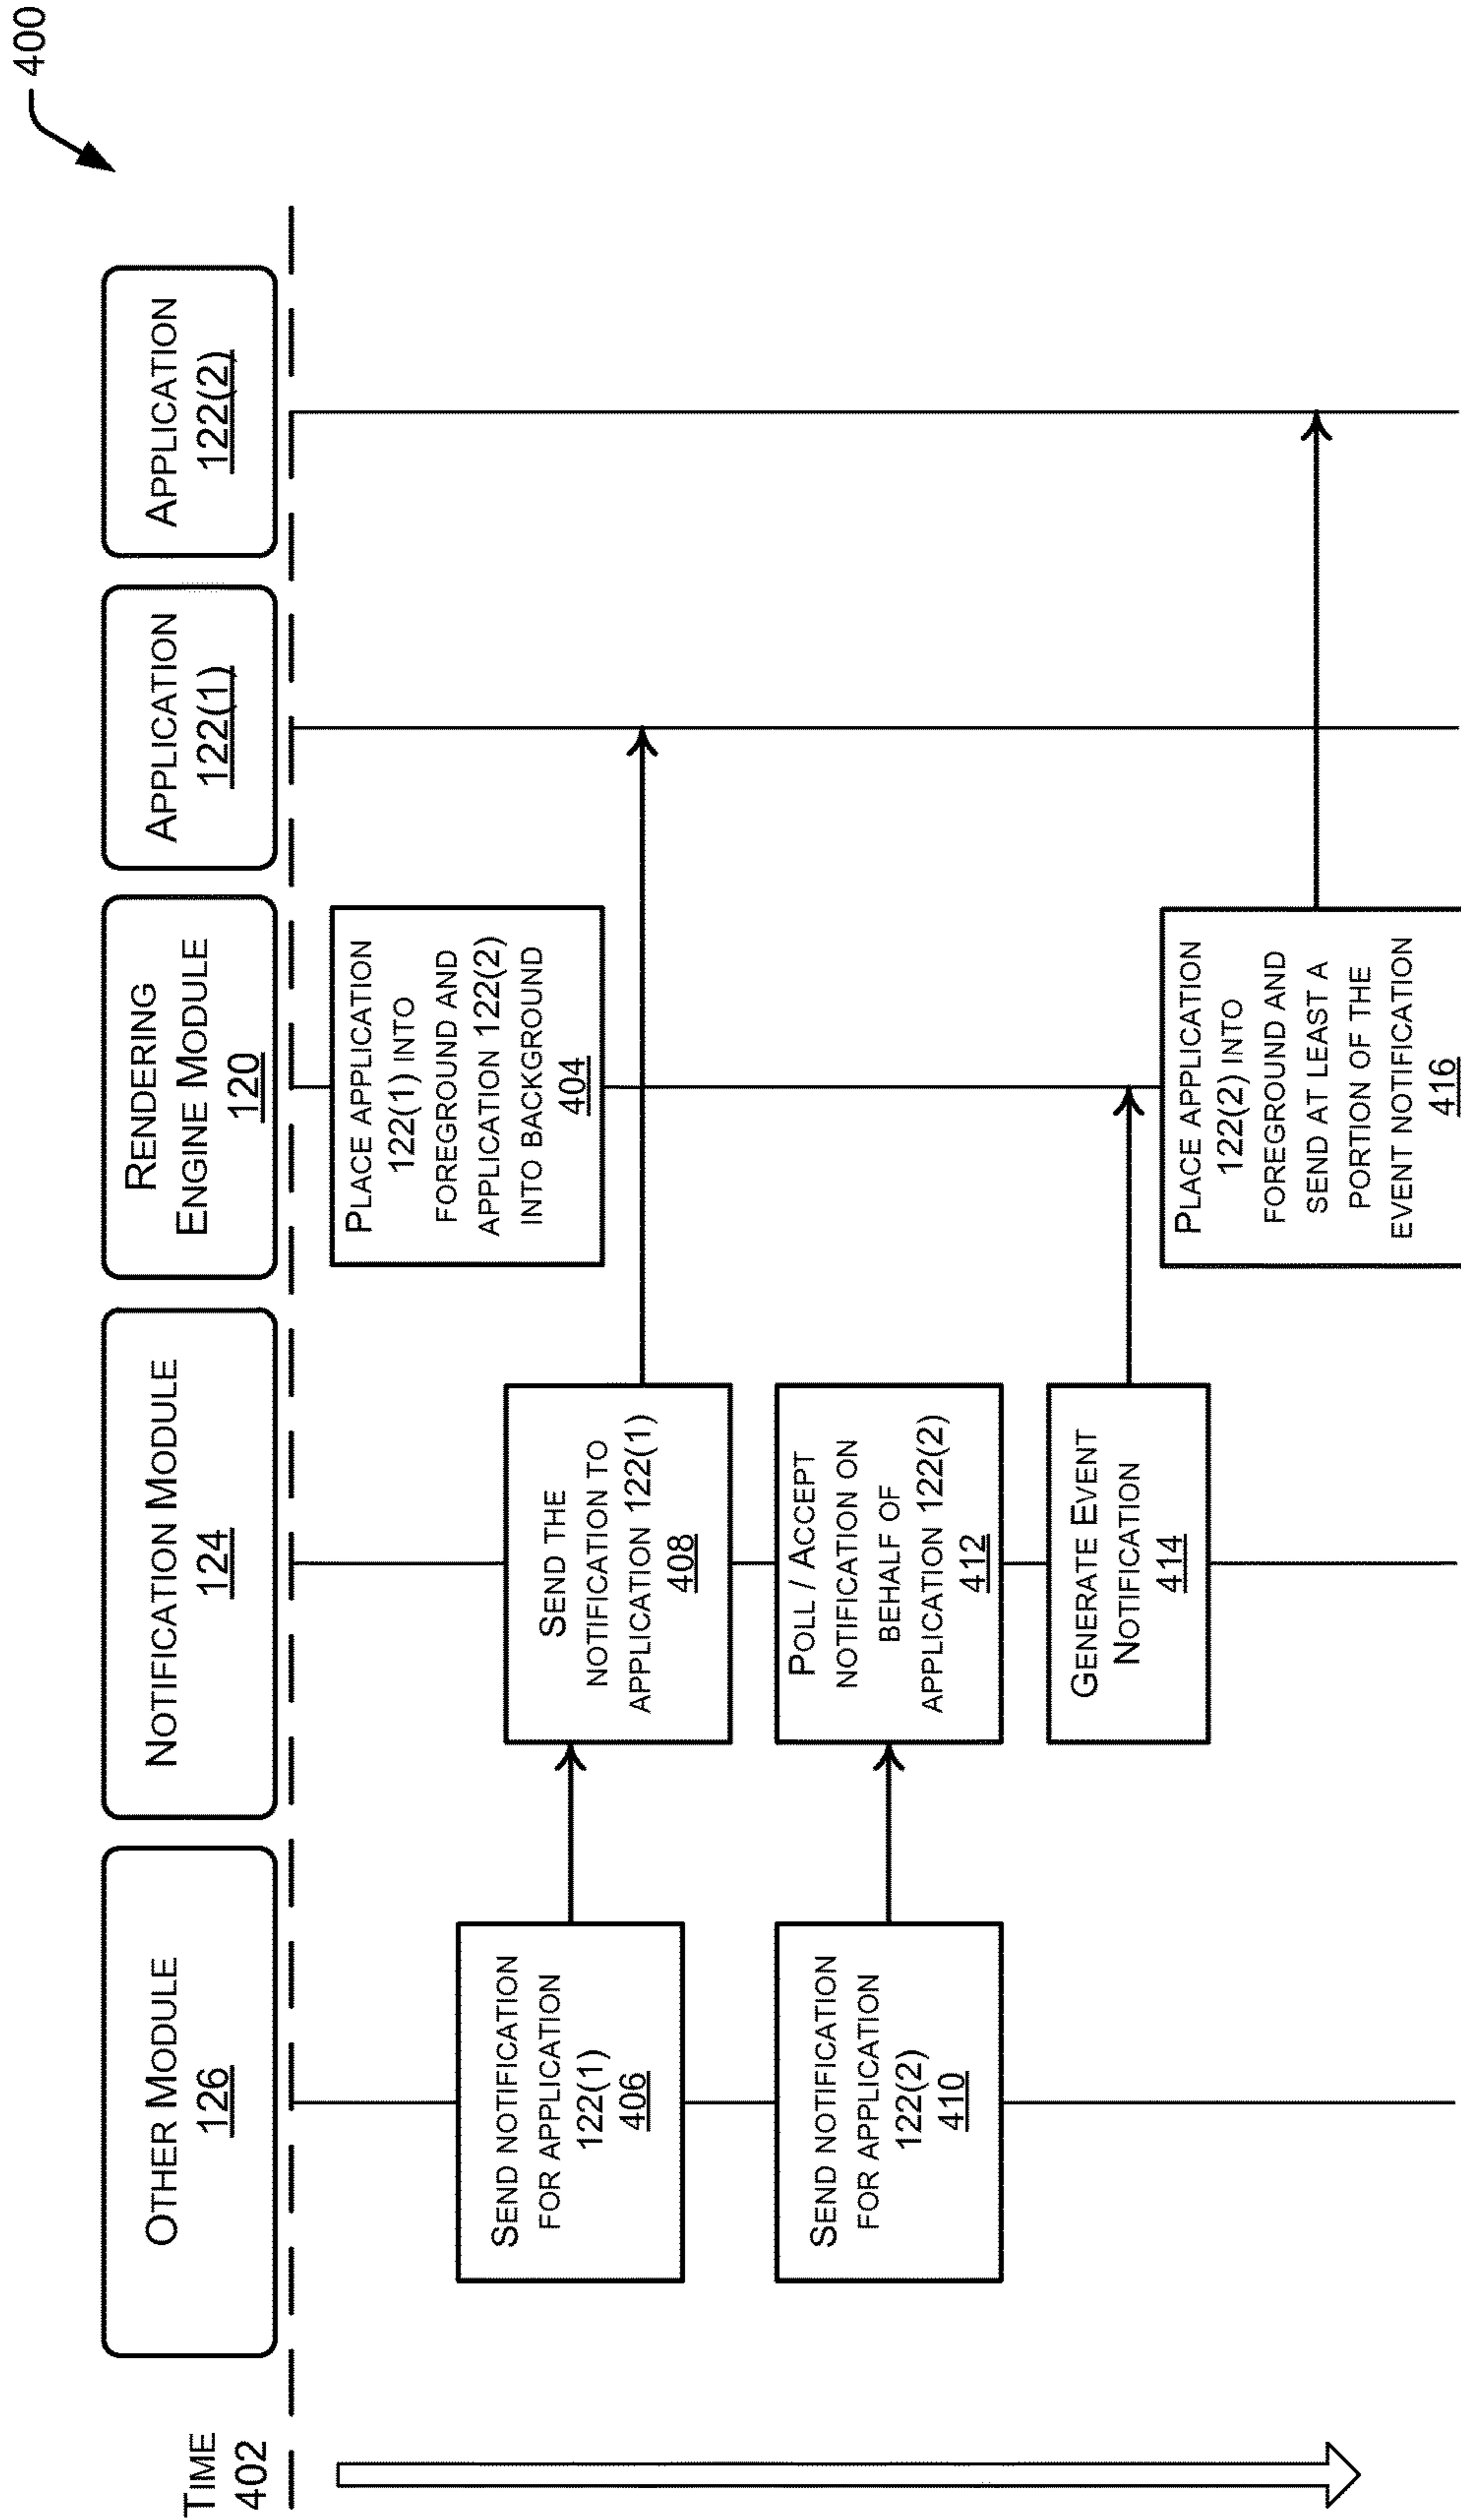 400
TIME
402
OTHER MODULE
126
NOTIFICATION MODULE
124
RENDERING
ENGINE MODULE
120
APPLICATION
122(1)
APPLICATION
122(2)
PLACE APPLICATION
122(1) INTO
FOREGROUND AND
APPLICATION 122(2)
INTO BACKGROUND
404
SEND NOTIFICATION
FOR APPLICATION
122(1)
406
SEND THE
NOTIFICATION TO
APPLICATION 122(1)
408
SEND NOTIFICATION
FOR APPLICATION
122(2)
410
POLL / ACCEPT
NOTIFICATION ON
BEHALF OF
APPLICATION 122(2)
412
GENERATE EVENT
NOTIFICATION
414
PLACE APPLICATION
122(2) INTO
FOREGROUND AND
SEND AT LEAST A
PORTION OF THE
EVENT NOTIFICATION
416